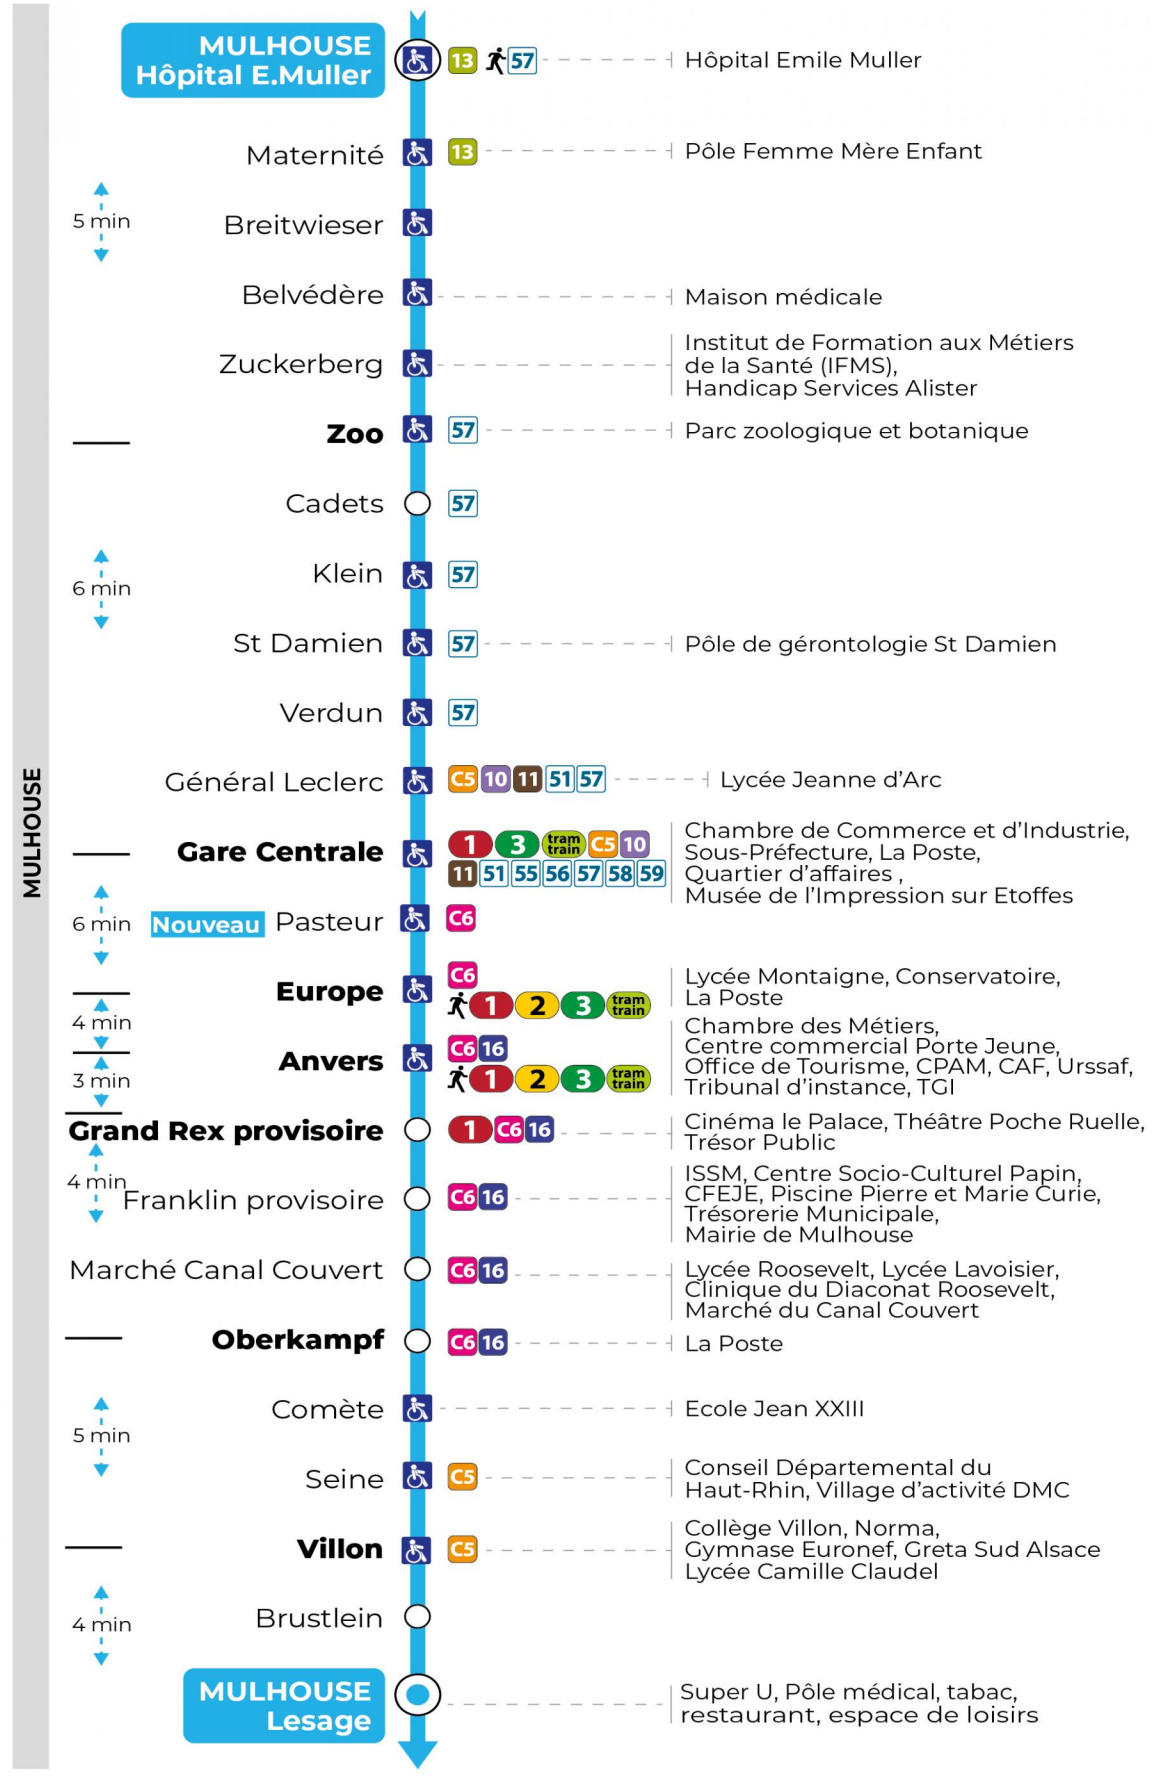 MULHOUSE
MULHOUSE
Hôpital E.Muller
13 57
Hôpital Emile Muller
Maternité
13
Pôle Femme Mère Enfant
5 min
Breitwieser
Belvédère
Maison médicale
Zuckerberg
Institut de Formation aux Métiers
de la Santé (IFMS),
Handicap Services Alister
Zoo
57
Parc zoologique et botanique
Cadets
57
6 min
Klein
57
St Damien
57
Pôle de gérontologie St Damien
Verdun
57
Général Leclerc
C5 10 11 51 57
Lycée Jeanne d’Arc
Gare Centrale
1 3 tram train C5 10
11 51 55 56 57 58 59
Chambre de Commerce et d’Industrie,
Sous-Préfecture, La Poste,
Quartier d’affaires ,
Musée de l’Impression sur Etoffes
6 min
Nouveau Pasteur
C6
Europe
C6
1 2 3 tram train
Lycée Montaigne, Conservatoire,
La Poste
4 min
Anvers
C6 16
1 2 3 tram train
Chambre des Métiers,
Centre commercial Porte Jeune,
Office de Tourisme, CPAM, CAF, Urssaf,
Tribunal d’instance, TGI
3 min
Grand Rex provisoire
1 C6 16
Cinéma le Palace, Théâtre Poche Ruelle,
Trésor Public
4 min
Franklin provisoire
C6 16
ISSM, Centre Socio-Culturel Papin,
CFEJE, Piscine Pierre et Marie Curie,
Trésorerie Municipale,
Mairie de Mulhouse
Marché Canal Couvert
C6 16
Lycée Roosevelt, Lycée Lavoisier,
Clinique du Diaconat Roosevelt,
Marché du Canal Couvert
Oberkampf
C6 16
La Poste
Comète
Ecole Jean XXIII
5 min
Seine
C5
Conseil Départemental du
Haut-Rhin, Village d’activité DMC
Villon
C5
Collège Villon, Norma,
Gymnase Euronef, Greta Sud Alsace
Lycée Camille Claudel
4 min
Brustlein
MULHOUSE
Lesage
Super U, Pôle médical, tabac,
restaurant, espace de loisirs